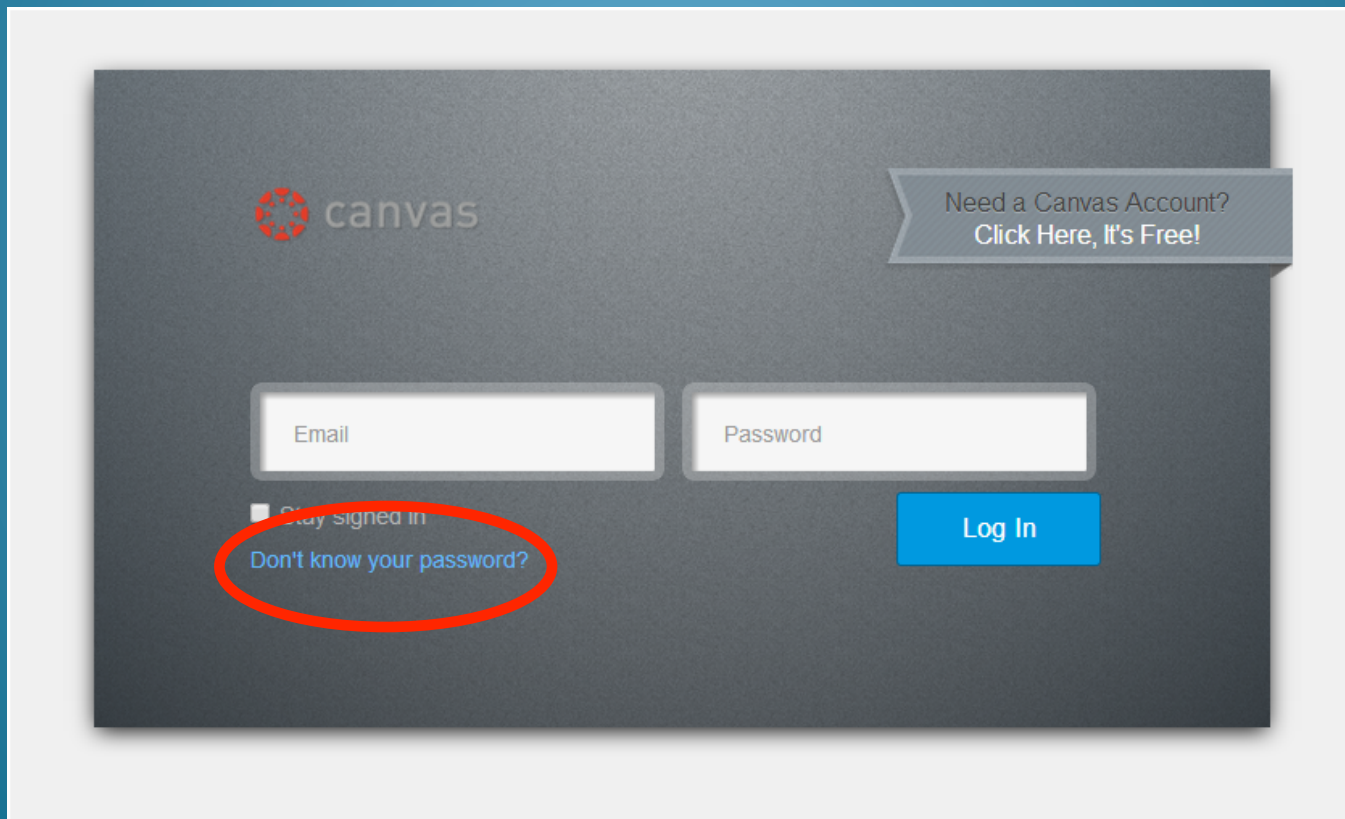 canvas
Need a Canvas Account?
Click Here, It's Free!
Email
Password
Stay signed in
Log In
Don't know your password?